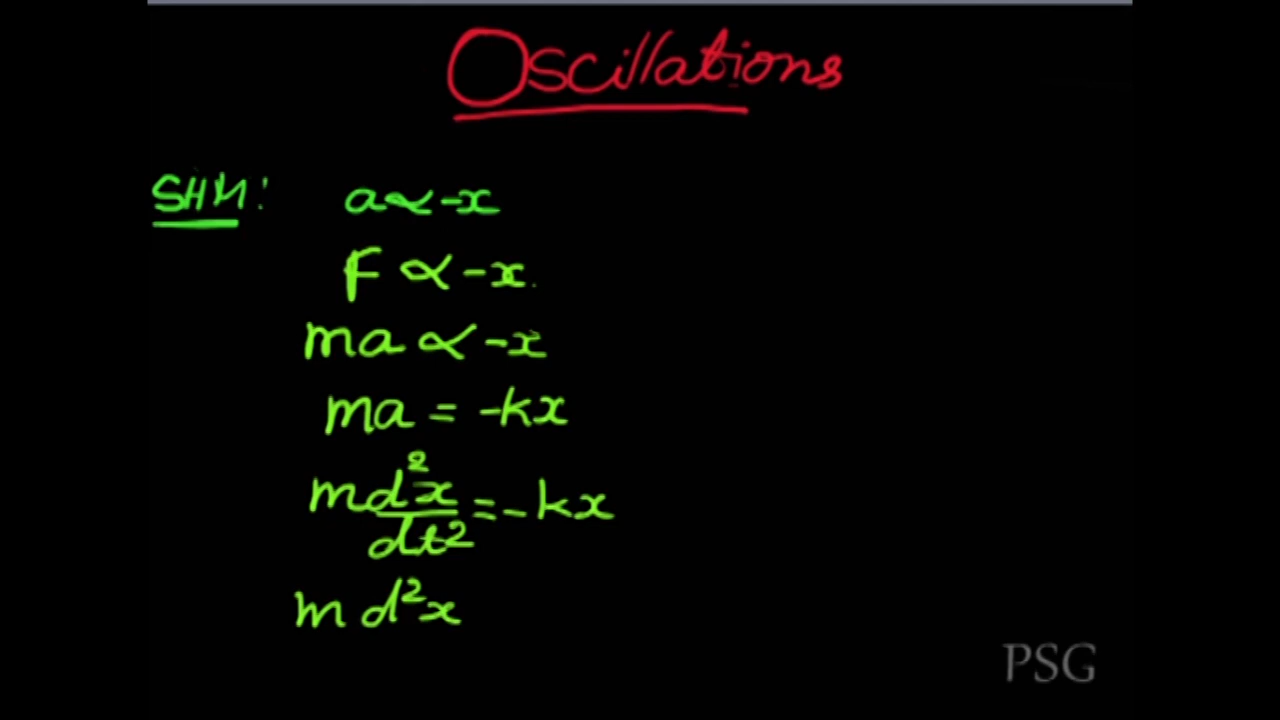 Oscillations
SHM: a ∝ -x
F ∝ -x.
ma ∝ -x
ma = -kx
m d²x/dt² = -kx
m d²x
PSG